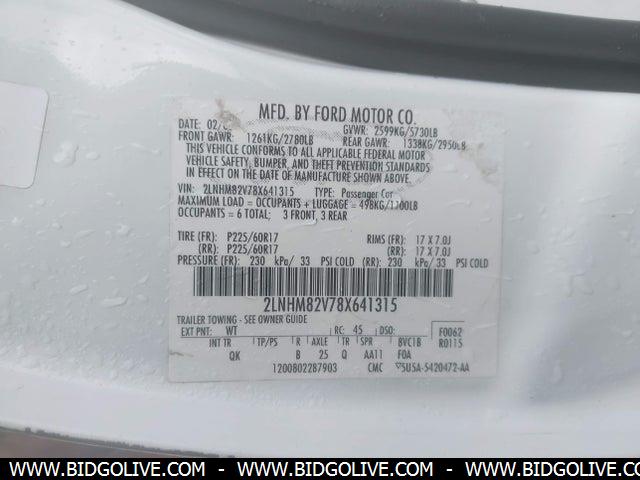 MFD. BY FORD MOTOR CO.
02/ GVWR: 2599KG/5730LB
FRONT GAWR: 1261KG/2780LB REAR GAWR: 1338KG/2950LB
THIS VEHICLE CONFORMS TO ALL APPLICABLE FEDERAL MOTOR
VEHICLE SAFETY, BUMPER, AND THEFT PREVENTION STANDARDS
IN EFFECT ON THE DATE OF MANUFACTURE SHOWN ABOVE.
VIN: 2LNHM82V78X641315 TYPE: Passenger Car
MAXIMUM LOAD = OCCUPANTS + LUGGAGE = 498KG/1100LB
OCCUPANTS = 6 TOTAL; 3 FRONT, 3 REAR
TIRE (FR): P225/60R17 RIMS (FR): 17 X 7.0J
(RR): P225/60R17 (RR): 17 X 7.0J
PRESSURE (FR): 230 kPa/ 33 PSI COLD (RR) 230 kPa/ 33 PSI COLD
2LNHM82V78X641315
TRAILER TOWING - SEE OWNER GUIDE
EXT PNT: WT RC: 45 DSO: F0062
INT TR TP/PS R AXLE TR SPR BVC1B R0115
QK B 25 Q AA11 F0A
1200802287903 CMC 5U5A-5420472-AA
WWW.BIDGOLIVE.COM - WWW.BIDGOLIVE.COM - WWW.BIDGOLIVE.COM